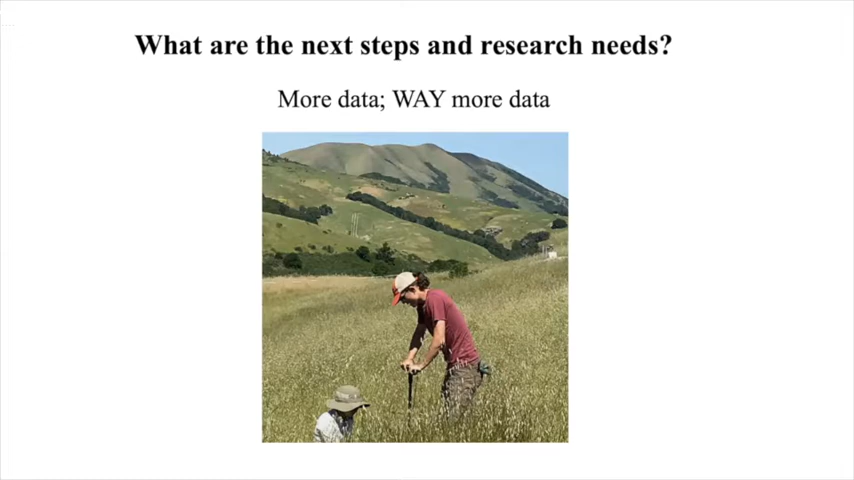 What are the next steps and research needs?
More data; WAY more data